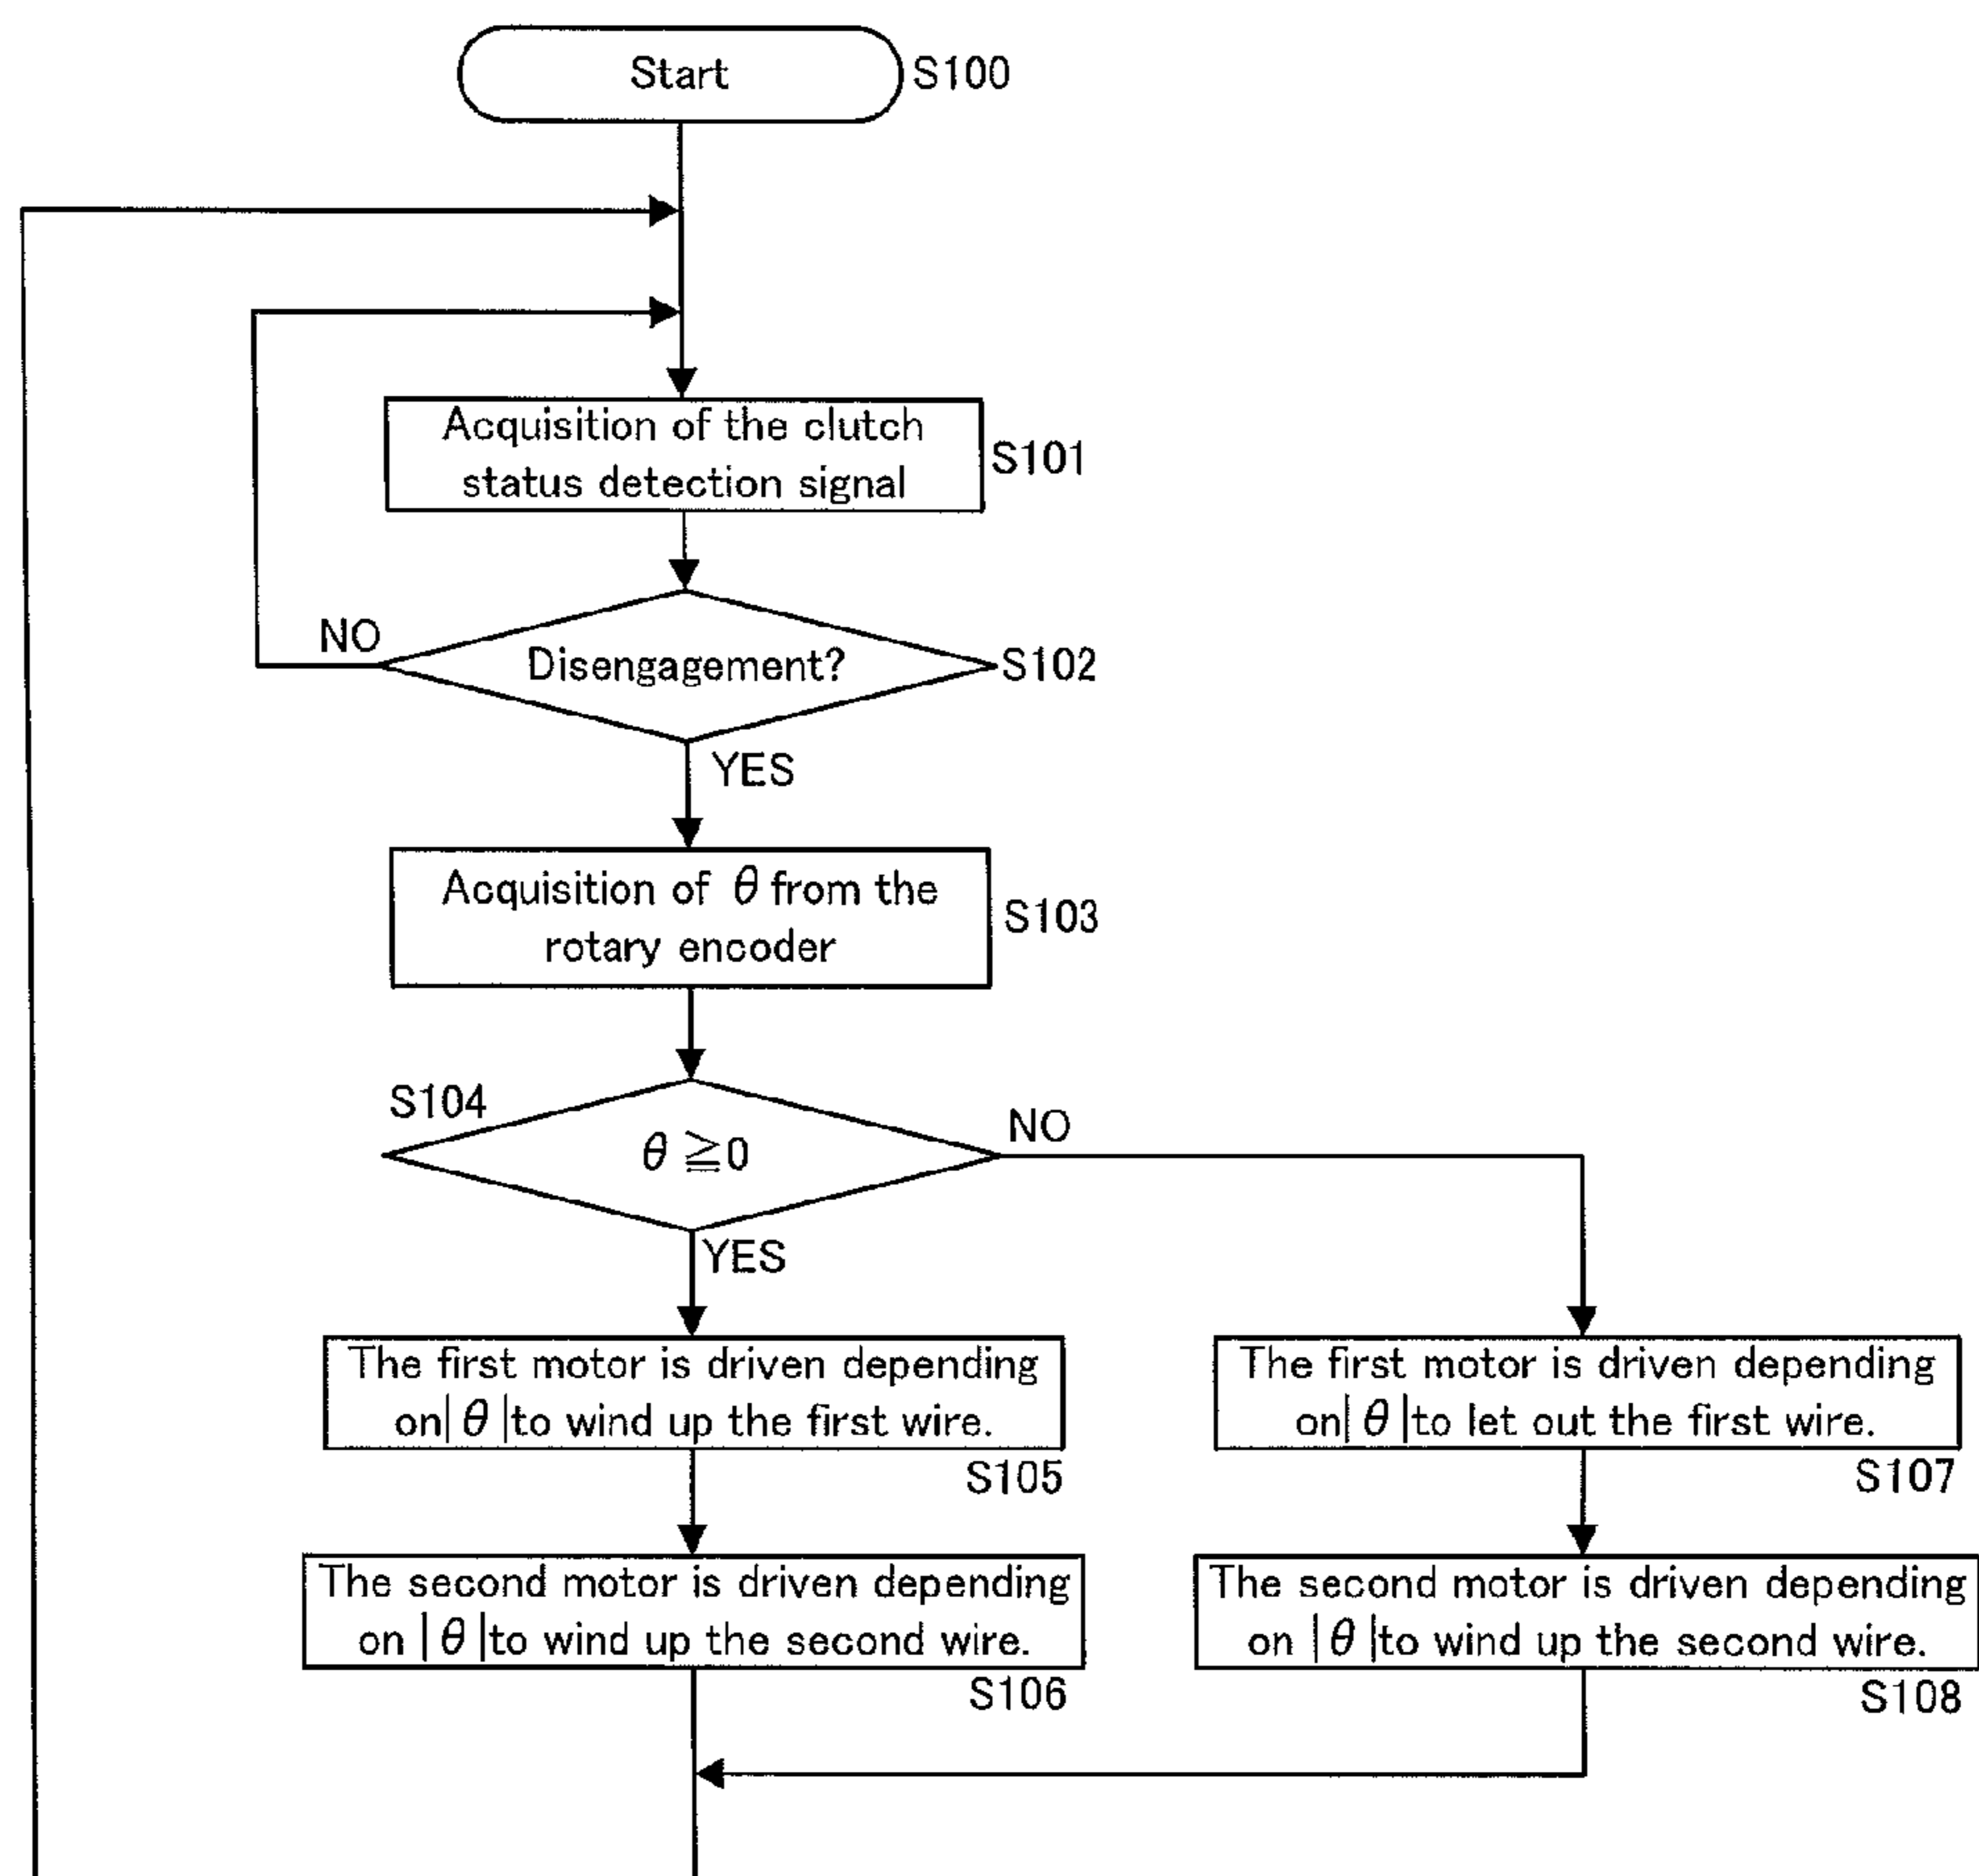 Start
S100
Acquisition of the clutch
status detection signal
S101
NO
Disengagement?
S102
YES
Acquisition of θ from the
rotary encoder
S103
S104
θ ≧0
NO
YES
The first motor is driven depending
on|θ|to wind up the first wire.
S105
The first motor is driven depending
on|θ|to let out the first wire.
S107
The second motor is driven depending
on |θ|to wind up the second wire.
S106
The second motor is driven depending
on |θ|to wind up the second wire.
S108